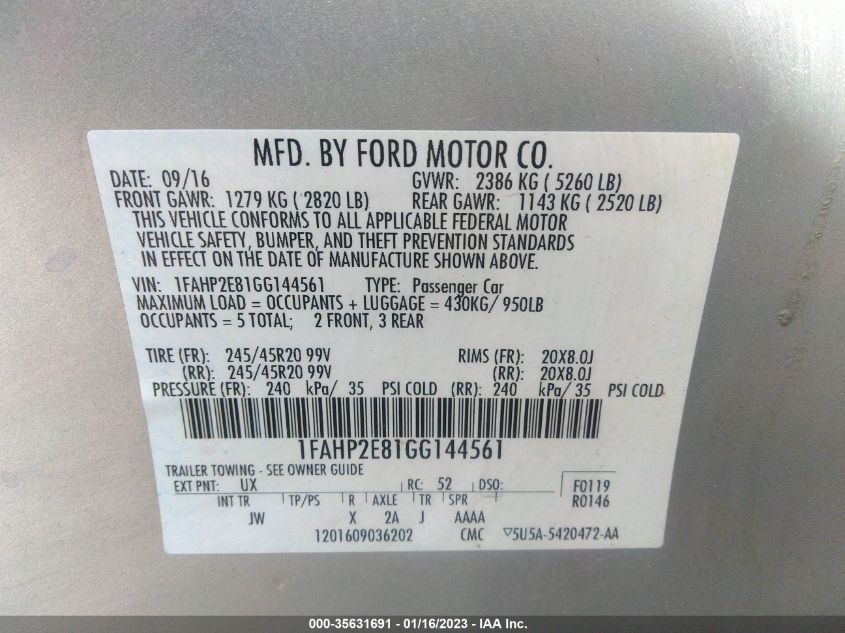 MFD. BY FORD MOTOR CO.
DATE: 09/16 GVWR: 2386 KG ( 5260 LB)
FRONT GAWR: 1279 KG ( 2820 LB) REAR GAWR: 1143 KG ( 2520 LB)
THIS VEHICLE CONFORMS TO ALL APPLICABLE FEDERAL MOTOR
VEHICLE SAFETY, BUMPER, AND THEFT PREVENTION STANDARDS
IN EFFECT ON THE DATE OF MANUFACTURE SHOWN ABOVE.
VIN: 1FAHP2E81GG144561 TYPE: Passenger Car
MAXIMUM LOAD = OCCUPANTS + LUGGAGE = 430KG/ 950LB
OCCUPANTS = 5 TOTAL; 2 FRONT, 3 REAR
TIRE (FR): 245/45R20 99V RIMS (FR): 20X8.0J
(RR): 245/45R20 99V (RR): 20X8.0J
PRESSURE (FR): 240 kPa/ 35 PSI COLD (RR): 240 kPa/ 35 PSI COLD
1FAHP2E81GG144561
TRAILER TOWING - SEE OWNER GUIDE
EXT PNT: UX RC: 52 DSO: F0119
INT TR TP/PS R AXLE TR SPR R0146
JW X 2A J AAAA
1201609036202 CMC ▽5U5A-5420472-AA
000-35631691 - 01/16/2023 - IAA Inc.